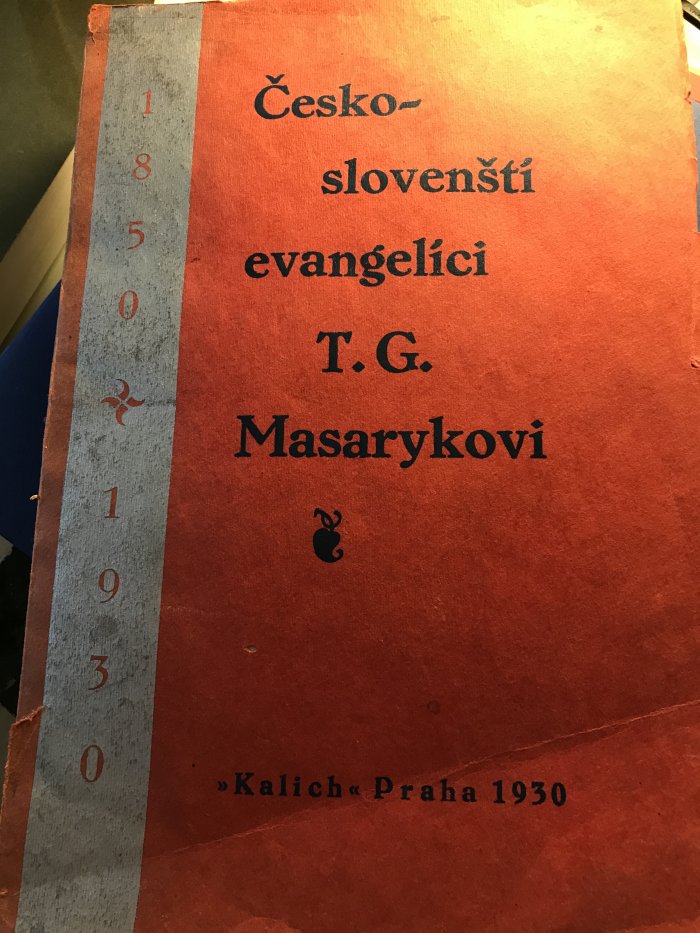 Česko-
slovenští
evangelíci
T. G.
Masarykovi
»Kalich« Praha 1930
1850
1930